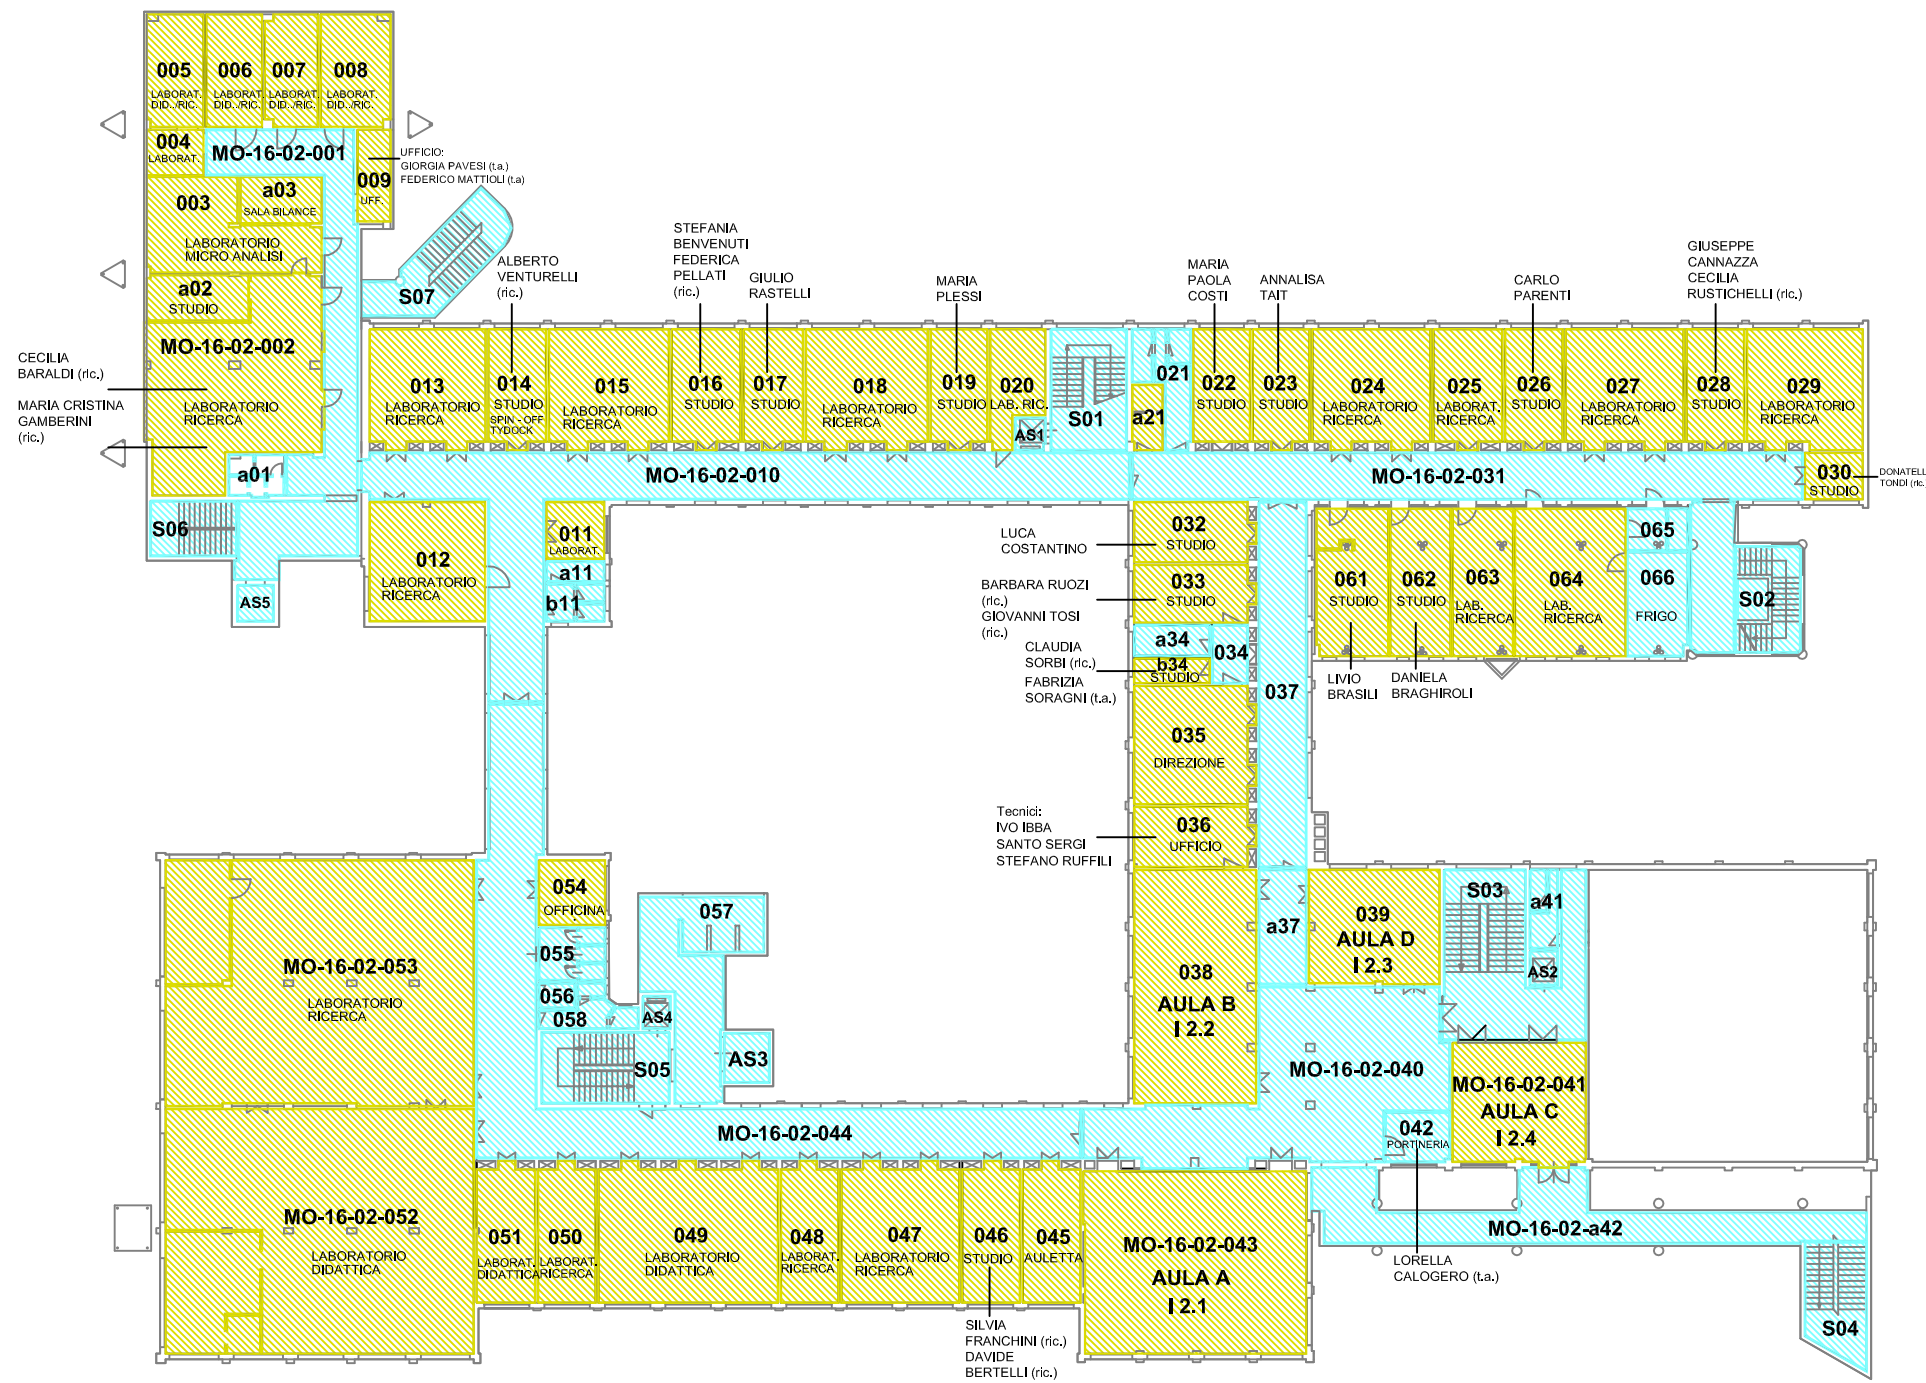 005
LABORAT.
DID../RIC.
006
LABORAT.
DID../RIC.
007
LABORAT.
DID../RIC.
008
LABORAT.
DID../RIC.
004
LABORAT.
MO-16-02-001
009
UFF.
UFFICIO:
GIORGIA PAVESI (t.a.)
FEDERICO MATTIOLI (t.a)
003
a03
SALA BILANCE
LABORATORIO
MICRO ANALISI
a02
STUDIO
S07
MO-16-02-002
LABORATORIO
RICERCA
CECILIA
BARALDI (ric.)
MARIA CRISTINA
GAMBERINI
(ric.)
a01
S06
AS5
ALBERTO
VENTURELLI
(ric.)
STEFANIA
BENVENUTI
FEDERICA
PELLATI
(ric.)
GIULIO
RASTELLI
MARIA
PLESSI
MARIA
PAOLA
COSTI
ANNALISA
TAIT
CARLO
PARENTI
GIUSEPPE
CANNAZZA
CECILIA
RUSTICHELLI (ric.)
013
LABORATORIO
RICERCA
014
STUDIO
SPIN - OFF
TYDOCK
015
LABORATORIO
RICERCA
016
STUDIO
017
STUDIO
018
LABORATORIO
RICERCA
019
STUDIO
020
LAB. RIC.
AS1
S01
021
a21
022
STUDIO
023
STUDIO
024
LABORATORIO
RICERCA
025
LABORAT.
RICERCA
026
STUDIO
027
LABORATORIO
RICERCA
028
STUDIO
029
LABORATORIO
RICERCA
MO-16-02-010
MO-16-02-031
030
STUDIO
DONATELL
TONDI (ric.
012
LABORATORIO
RICERCA
011
LABORAT.
a11
b11
LUCA
COSTANTINO
032
STUDIO
BARBARA RUOZI
(ric.)
GIOVANNI TOSI
(ric.)
033
STUDIO
CLAUDIA
SORBI (ric.)
FABRIZIA
SORAGNI (t.a.)
a34
034
b34
STUDIO
037
035
DIREZIONE
Tecnici:
IVO IBBA
SANTO SERGI
STEFANO RUFFILI
036
UFFICIO
061
STUDIO
062
STUDIO
063
LAB.
RICERCA
064
LAB.
RICERCA
065
066
FRIGO
S02
LIVIO
BRASILI
DANIELA
BRAGHIROLI
MO-16-02-053
LABORATORIO
RICERCA
054
OFFICINA
055
056
058
057
AS4
S05
AS3
038
AULA B
I 2.2
a37
039
AULA D
I 2.3
S03
a41
AS2
MO-16-02-040
MO-16-02-041
AULA C
I 2.4
042
PORTINERIA
MO-16-02-044
MO-16-02-052
LABORATORIO
DIDATTICA
051
LABORAT.
DIDATTICA
050
LABORAT.
RICERCA
049
LABORATORIO
DIDATTICA
048
LABORAT.
RICERCA
047
LABORATORIO
RICERCA
046
STUDIO
045
AULETTA
MO-16-02-043
AULA A
I 2.1
MO-16-02-a42
LORELLA
CALOGERO (t.a.)
S04
SILVIA
FRANCHINI (ric.)
DAVIDE
BERTELLI (ric.)